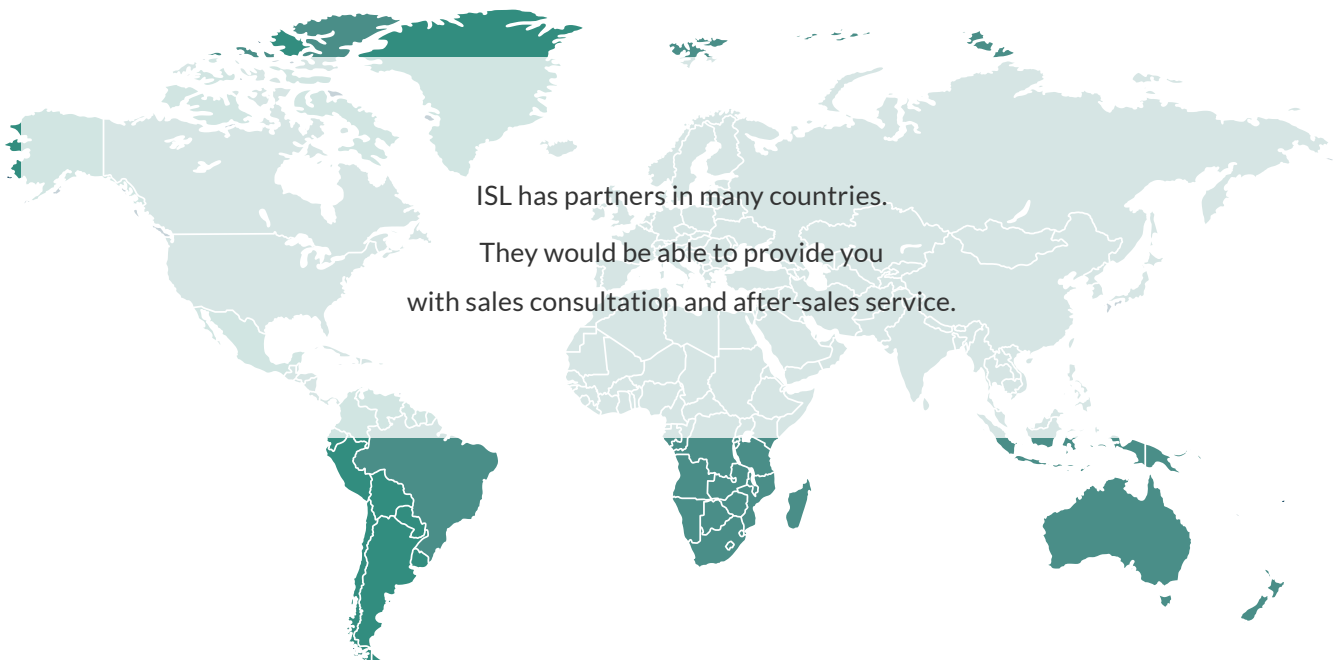 ISL has partners in many countries.
They would be able to provide you
with sales consultation and after-sales service.